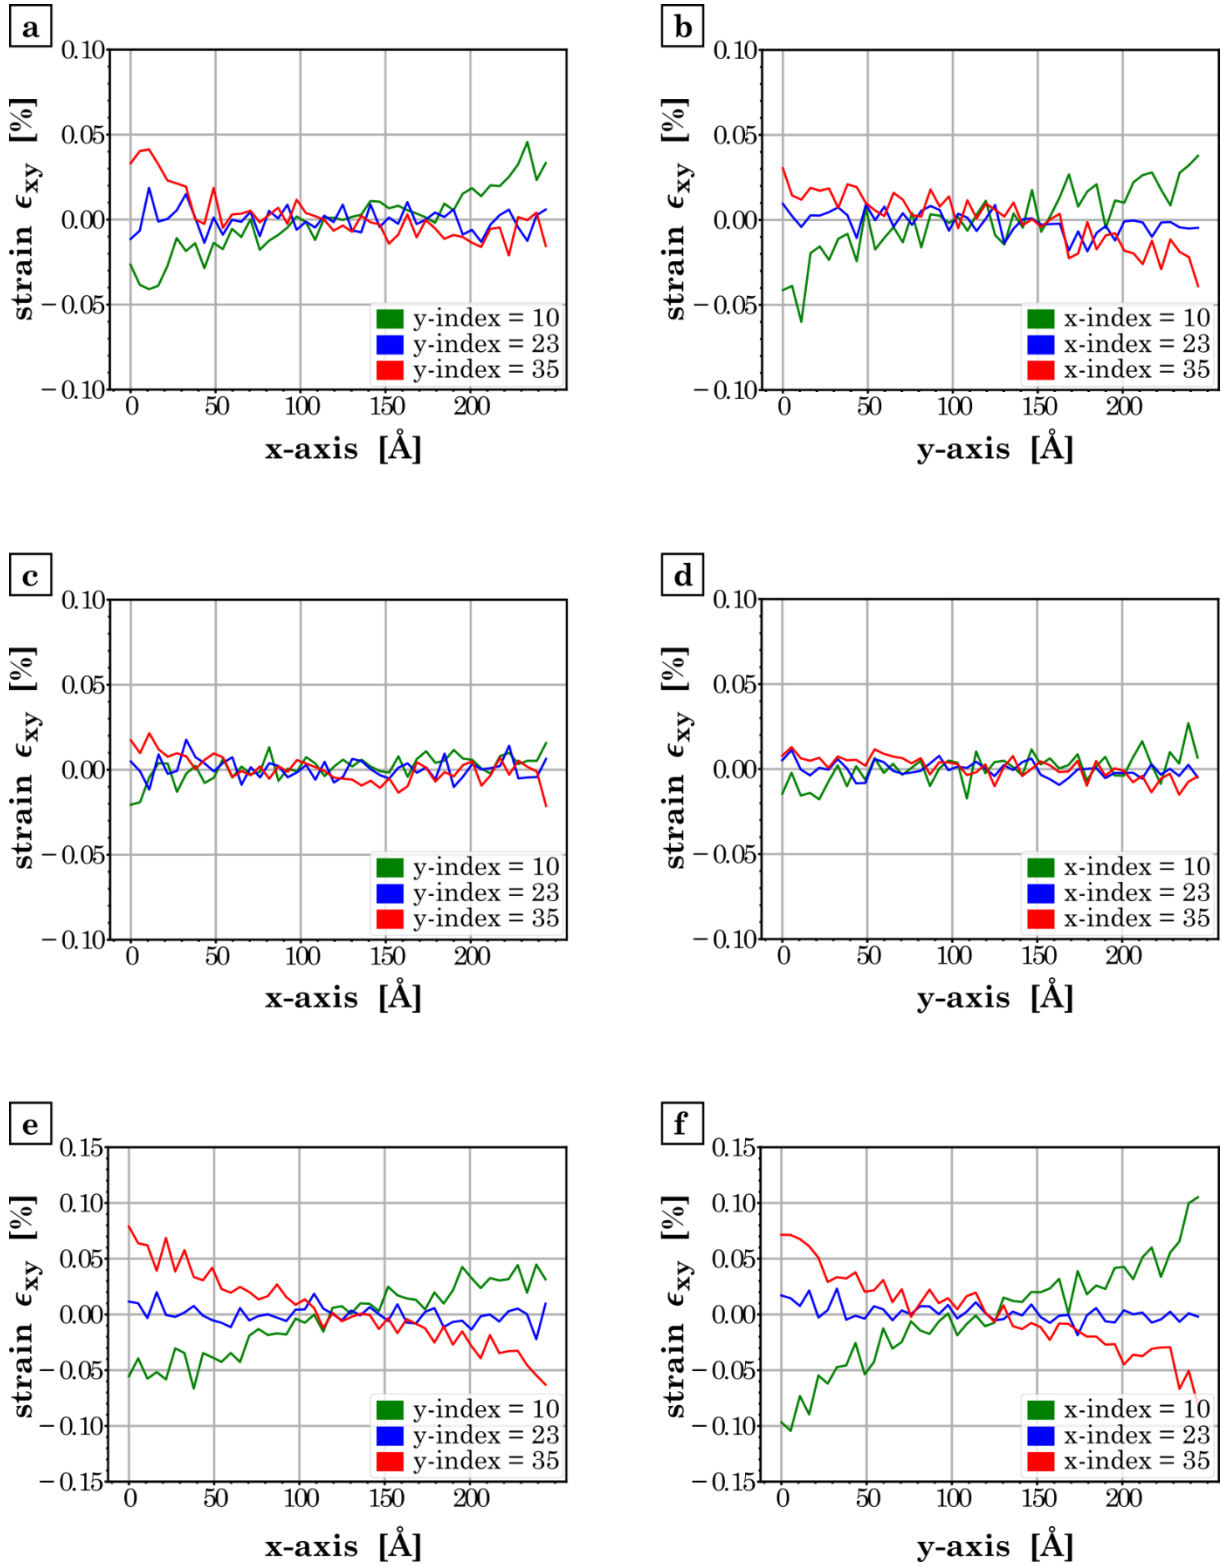 a
0.10
0.05
0.00
−0.05
−0.10
strain ϵxy [%]
0 50 100 150 200
x-axis [Å]
y-index = 10
y-index = 23
y-index = 35
b
0.10
0.05
0.00
−0.05
−0.10
strain ϵxy [%]
0 50 100 150 200
y-axis [Å]
x-index = 10
x-index = 23
x-index = 35
c
0.10
0.05
0.00
−0.05
−0.10
strain ϵxy [%]
0 50 100 150 200
x-axis [Å]
y-index = 10
y-index = 23
y-index = 35
d
0.10
0.05
0.00
−0.05
−0.10
strain ϵxy [%]
0 50 100 150 200
y-axis [Å]
x-index = 10
x-index = 23
x-index = 35
e
0.15
0.10
0.05
0.00
−0.05
−0.10
−0.15
strain ϵxy [%]
0 50 100 150 200
x-axis [Å]
y-index = 10
y-index = 23
y-index = 35
f
0.15
0.10
0.05
0.00
−0.05
−0.10
−0.15
strain ϵxy [%]
0 50 100 150 200
y-axis [Å]
x-index = 10
x-index = 23
x-index = 35